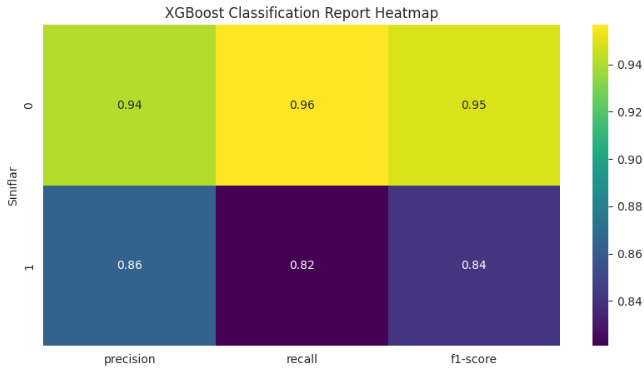 XGBoost Classification Report Heatmap
Sınıflar
0
0.94 0.96 0.95
1
0.86 0.82 0.84
precision recall f1-score
0.94
0.92
0.90
0.88
0.86
0.84